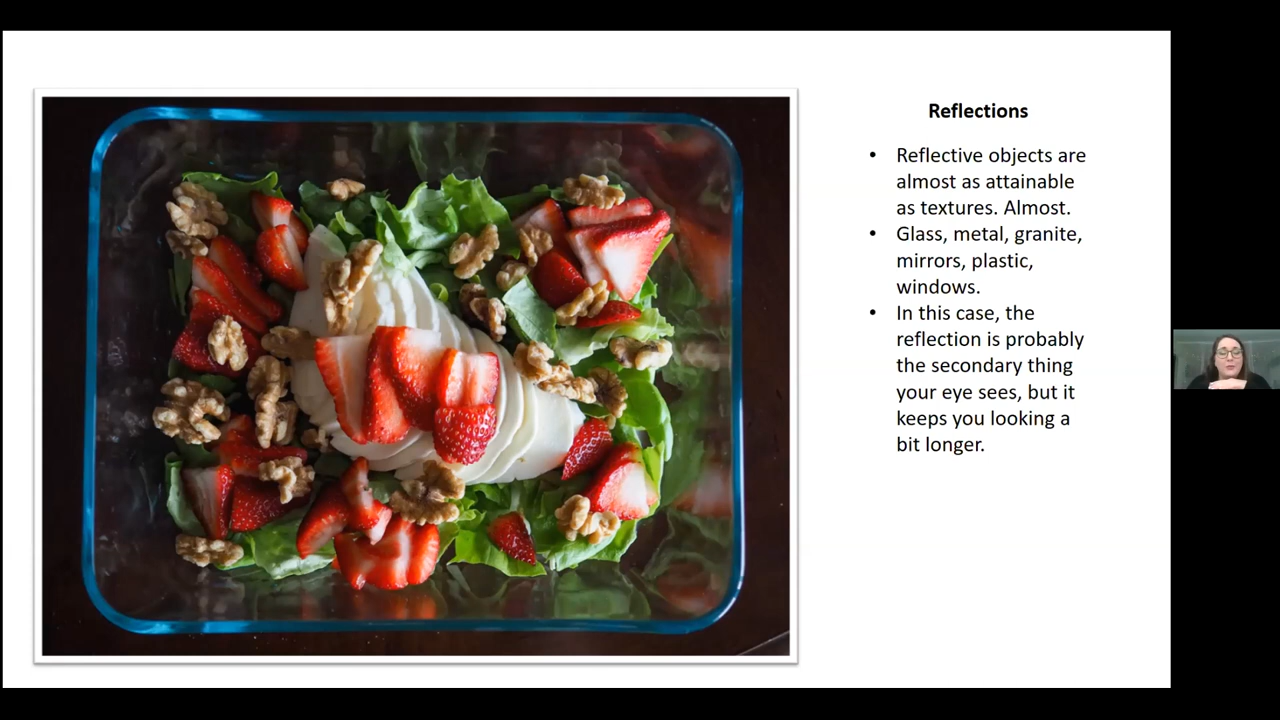 Reflections
• Reflective objects are
almost as attainable
as textures. Almost.
• Glass, metal, granite,
mirrors, plastic,
windows.
• In this case, the
reflection is probably
the secondary thing
your eye sees, but it
keeps you looking a
bit longer.